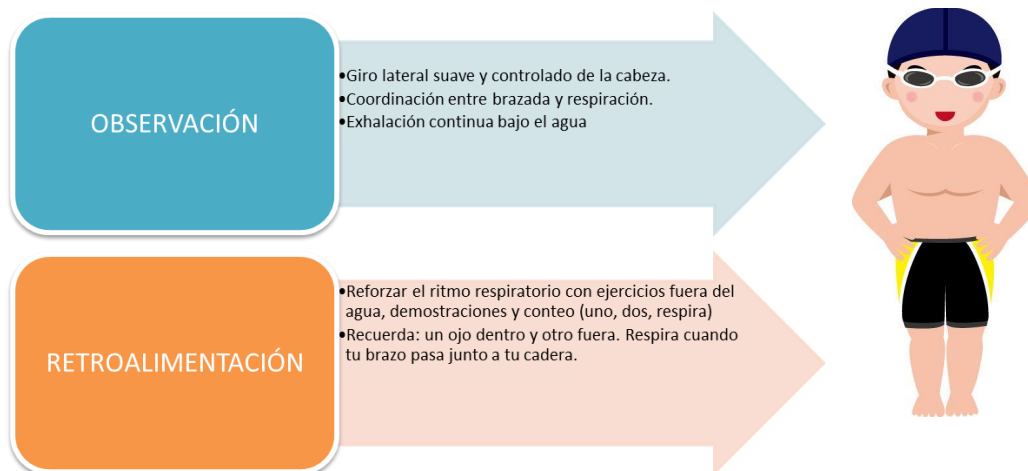 OBSERVACIÓN
•Giro lateral suave y controlado de la cabeza.
•Coordinación entre brazada y respiración.
•Exhalación continua bajo el agua
RETROALIMENTACIÓN
•Reforzar el ritmo respiratorio con ejercicios fuera del
agua, demostraciones y conteo (uno, dos, respira)
•Recuerda: un ojo dentro y otro fuera. Respira cuando
tu brazo pasa junto a tu cadera.